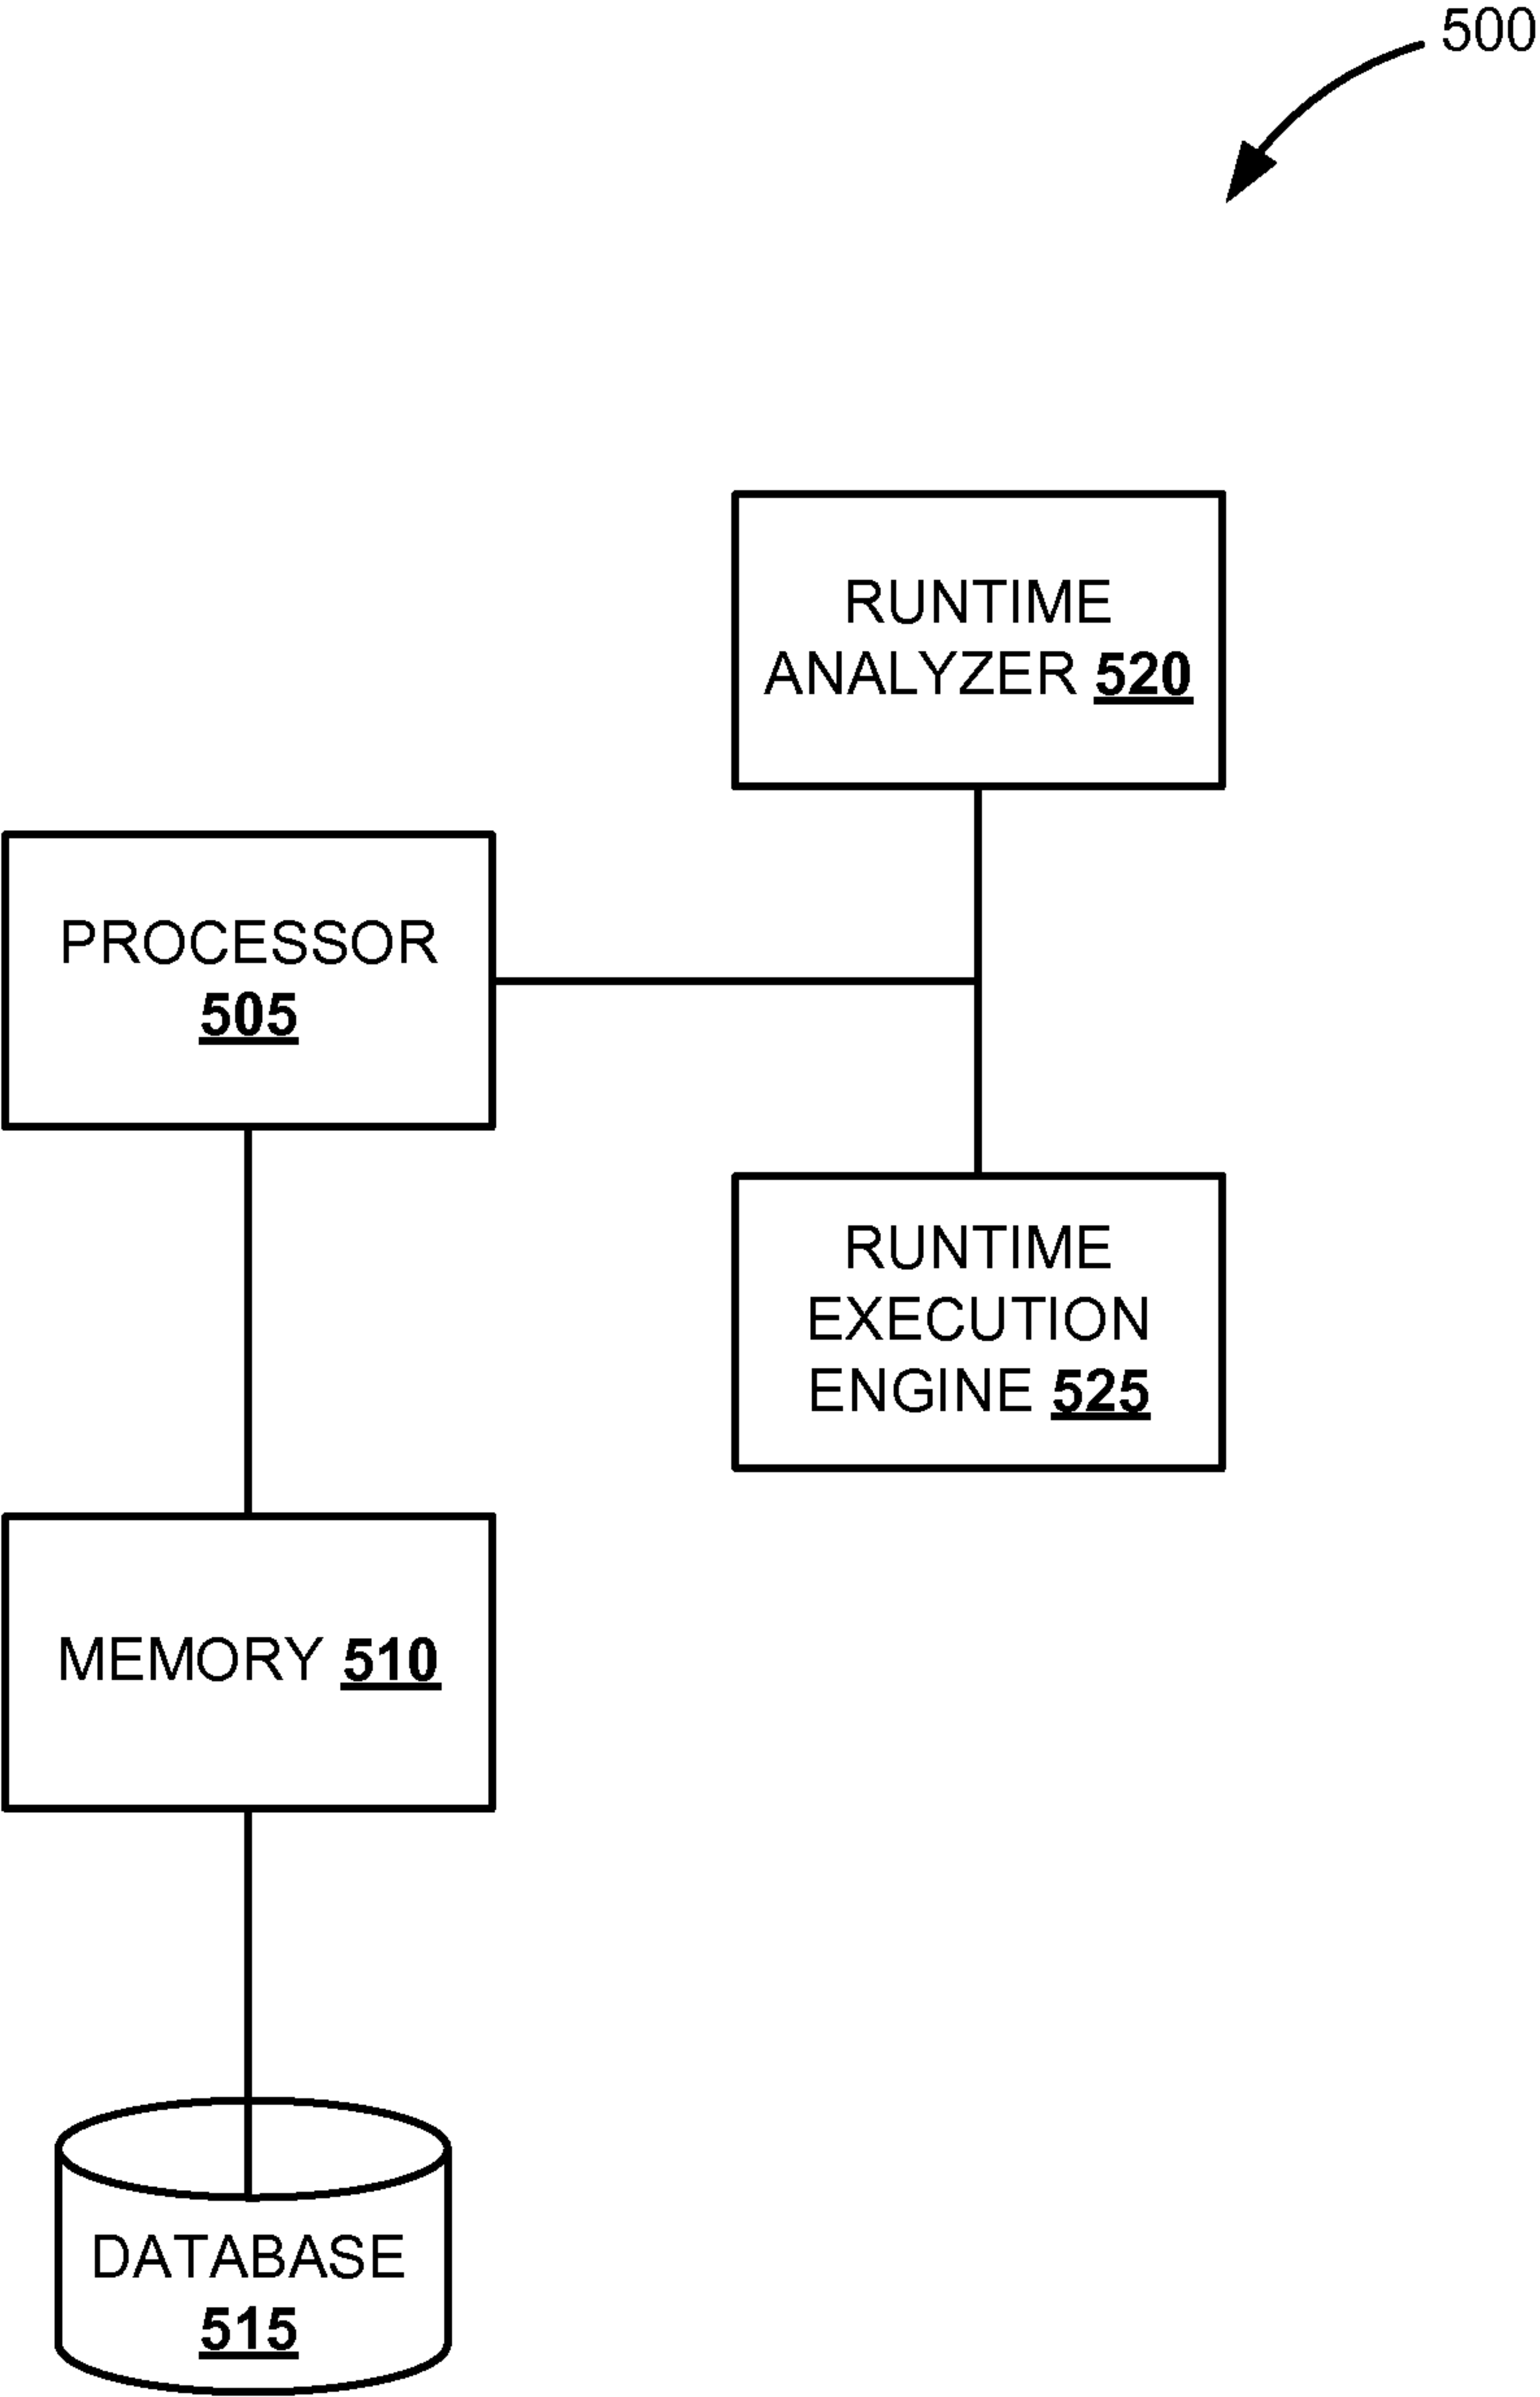 500
RUNTIME
ANALYZER 520
PROCESSOR
505
RUNTIME
EXECUTION
ENGINE 525
MEMORY 510
DATABASE
515